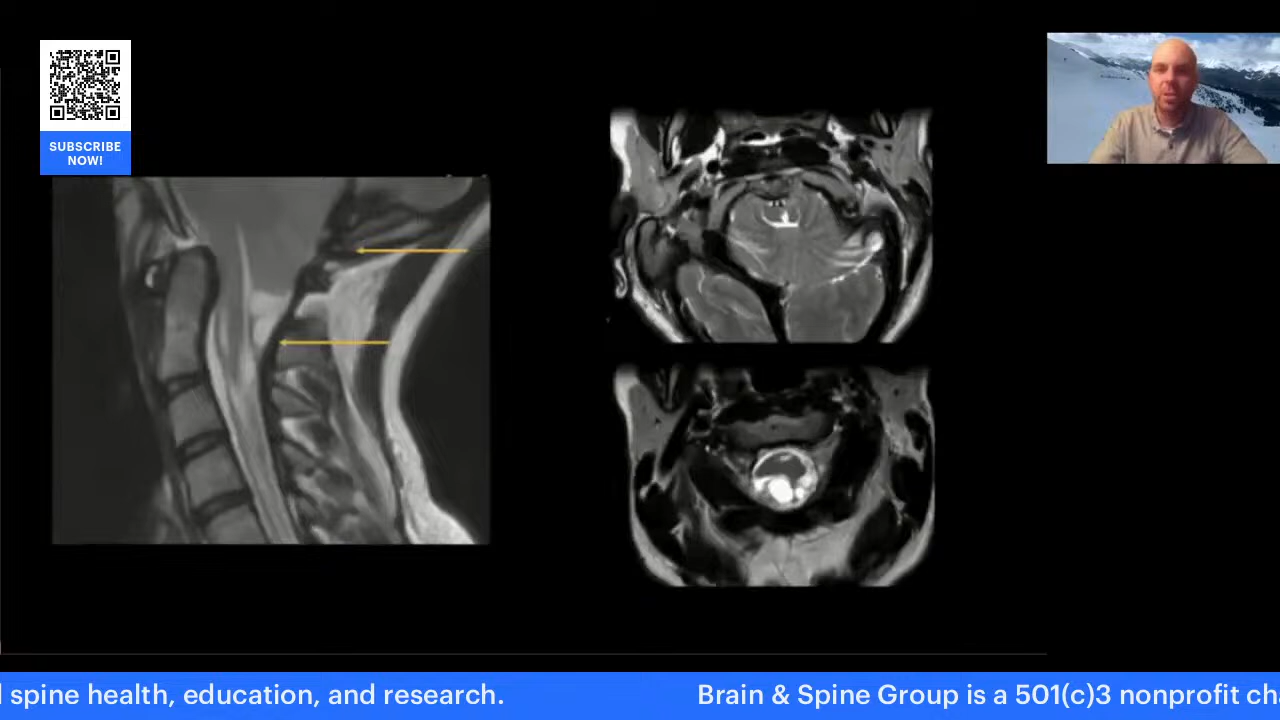 SUBSCRIBE
NOW!
spine health, education, and research.
Brain & Spine Group is a 501(c)3 nonprofit